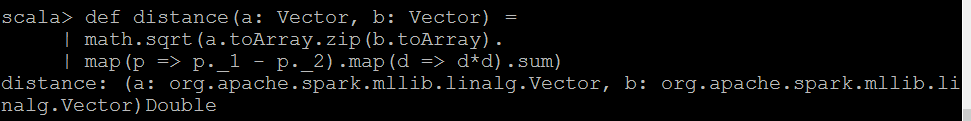 scala> def distance(a: Vector, b: Vector) =
     | math.sqrt(a.toArray.zip(b.toArray).
     | map(p => p._1 - p._2).map(d => d*d).sum)
distance: (a: org.apache.spark.mllib.linalg.Vector, b: org.apache.spark.mllib.li
nalg.Vector)Double